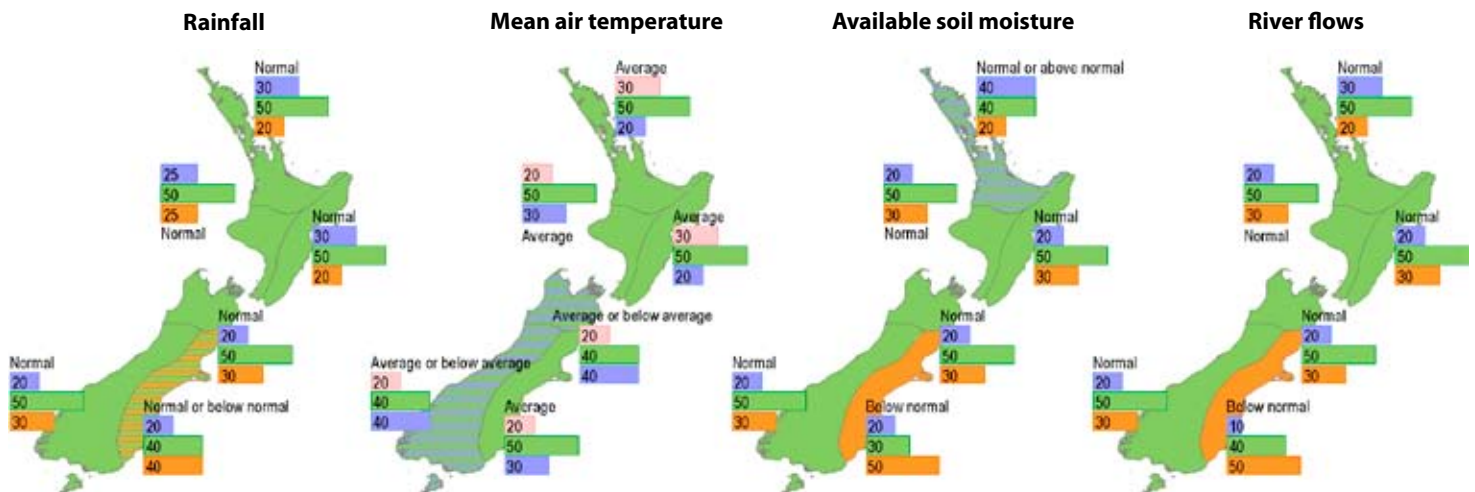 Rainfall
Normal
30
50
20
25
50
25
Normal
Normal
30
50
20
Normal
20
50
30
Normal
20
50
30
Normal or below normal
20
40
40
Mean air temperature
Average
30
50
20
20
50
30
Average
Average
30
50
20
Average or below average
20
40
40
Average or below average
20
40
40
Average
20
50
30
Available soil moisture
Normal or above normal
40
40
20
20
50
30
Normal
Normal
20
50
30
Normal
20
50
30
Normal
20
50
30
Below normal
20
30
50
River flows
Normal
30
50
20
20
50
30
Normal
Normal
20
50
30
Normal
20
50
30
Normal
20
50
30
Below normal
10
40
50